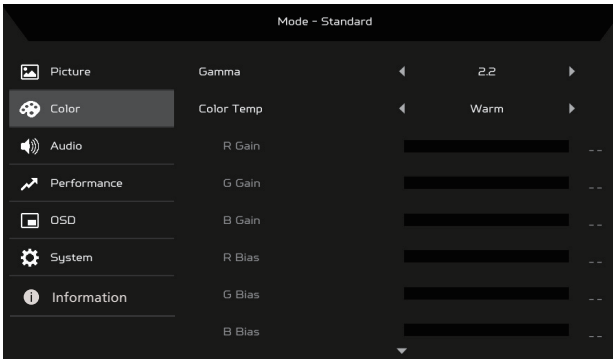 Mode - Standard
Picture
Gamma
2.2
Color
Color Temp
Warm
Audio
R Gain
--
Performance
G Gain
--
OSD
B Gain
--
System
R Bias
--
Information
G Bias
--
B Bias
--